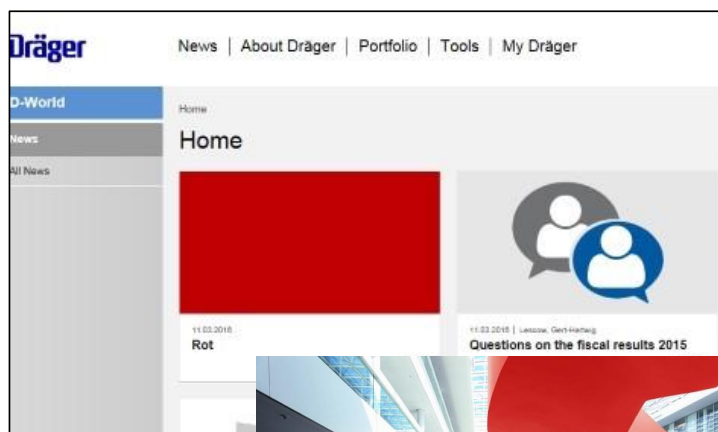 Dräger
News | About Dräger | Portfolio | Tools | My Dräger
D-World
Home
News
Home
All News
11.03.2016
Rot
11.03.2016 | Lescow, Gert-Hartwig
Questions on the fiscal results 2015